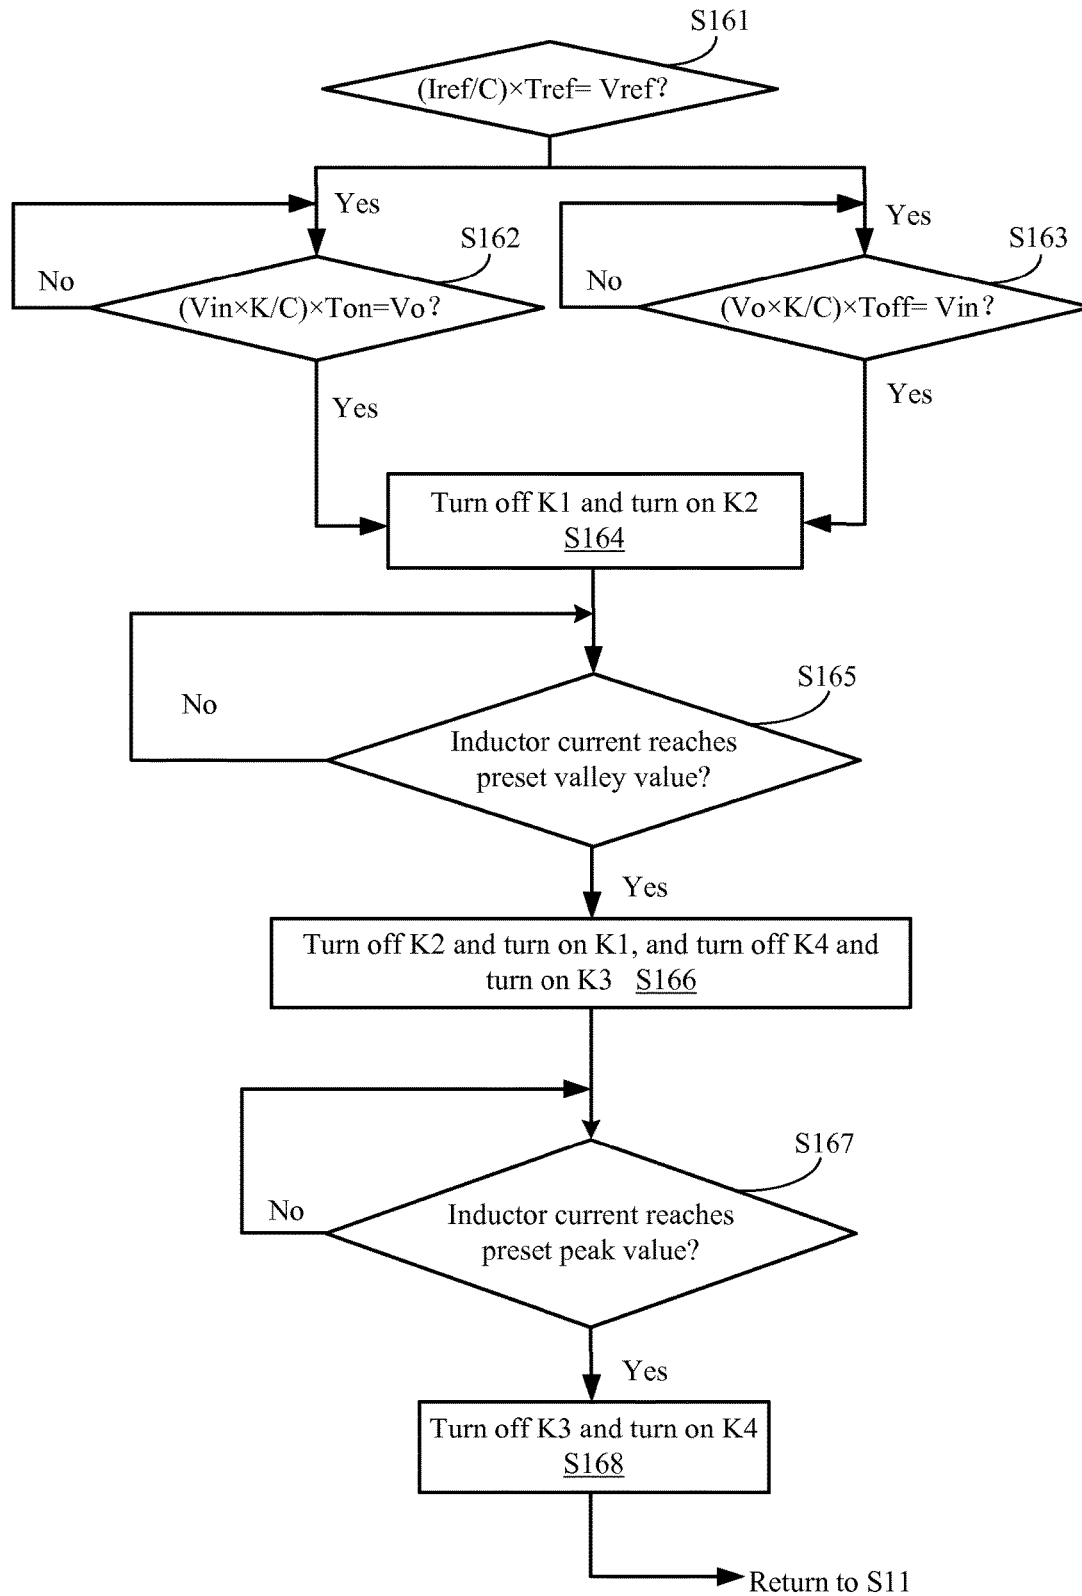 S161
(Iref/C)×Tref= Vref?
Yes
Yes
S162
S163
No
No
(Vin×K/C)×Ton=Vo?
(Vo×K/C)×Toff= Vin?
Yes
Yes
Turn off K1 and turn on K2
S164
S165
No
Inductor current reaches
preset valley value?
Yes
Turn off K2 and turn on K1, and turn off K4 and
turn on K3 S166
S167
No
Inductor current reaches
preset peak value?
Yes
Turn off K3 and turn on K4
S168
Return to S11